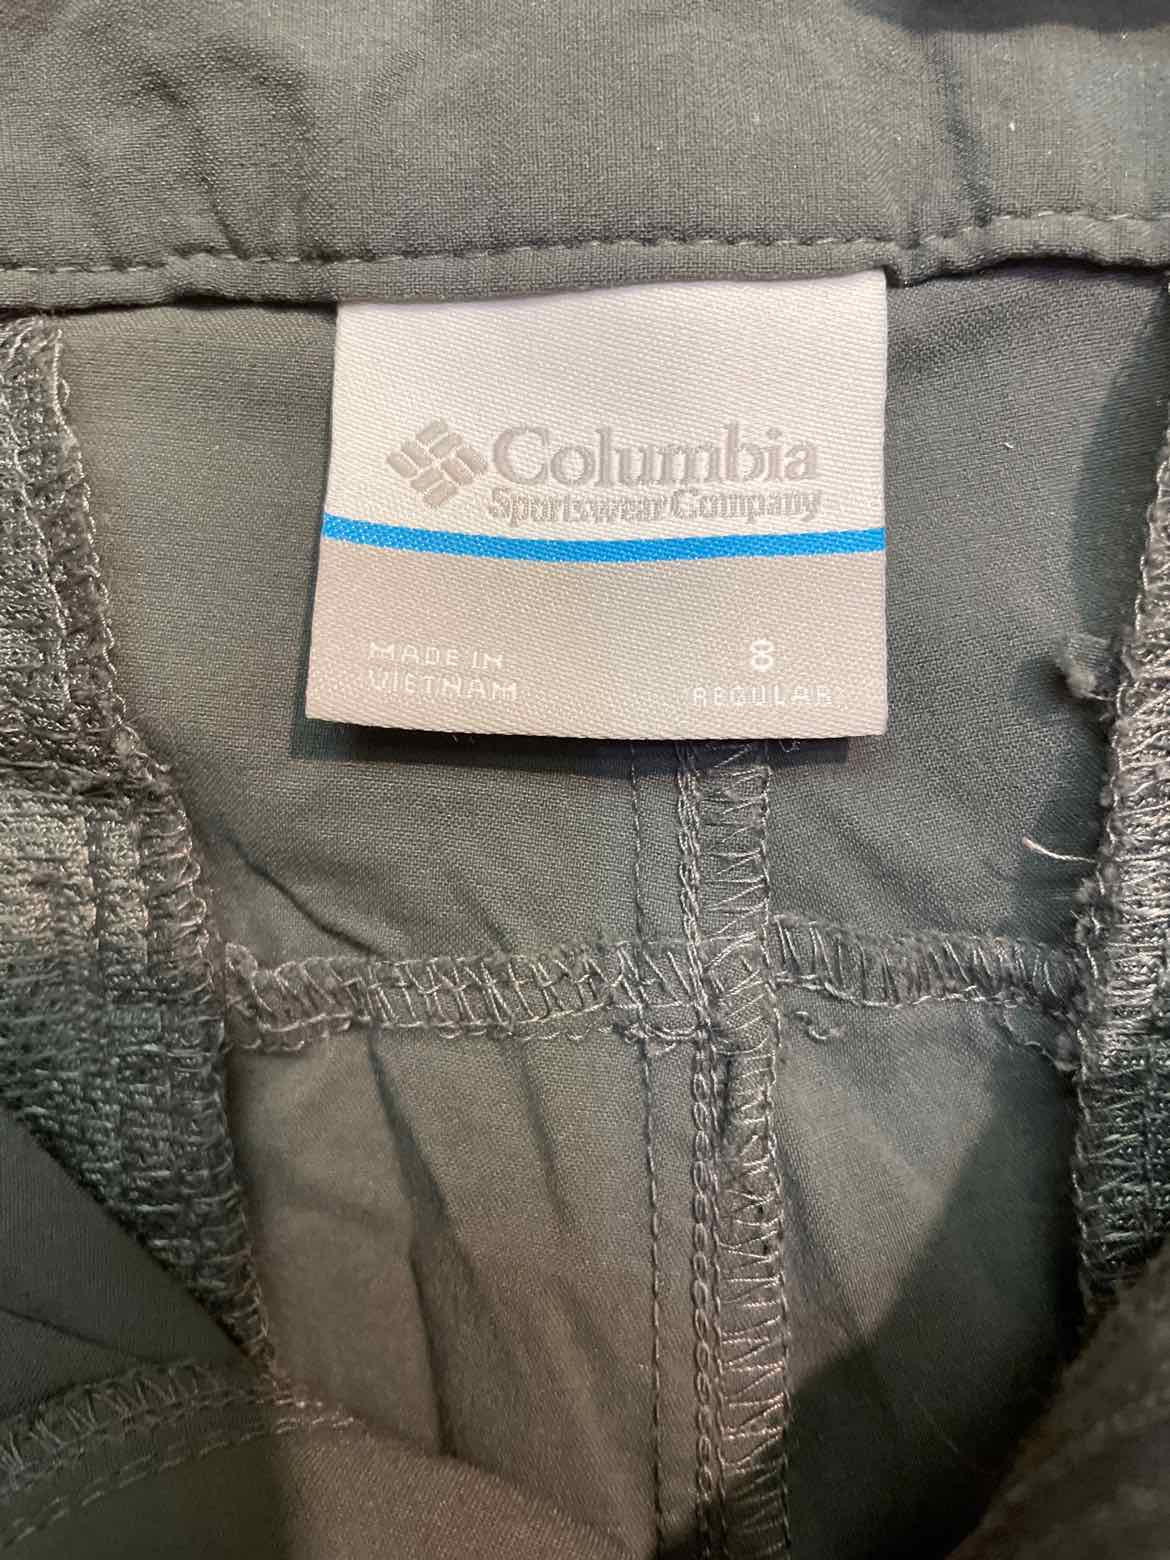 Columbia
Sportswear Company
MADE IN
VIETNAM
8
REGULAR